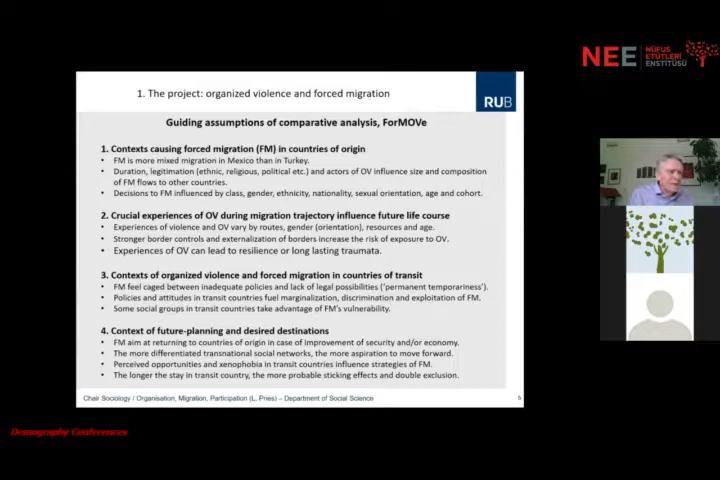 NEE
NÜFUS
ETÜTLERİ
ENSTİTÜSÜ
1. The project: organized violence and forced migration
RUB
Guiding assumptions of comparative analysis, ForMOVe
1. Contexts causing forced migration (FM) in countries of origin
• FM is more mixed migration in Mexico than in Turkey.
• Duration, legitimation (ethnic, religious, political etc.) and actors of OV influence size and composition
of FM flows to other countries.
• Decisions to FM influenced by class, gender, ethnicity, nationality, sexual orientation, age and cohort.
2. Crucial experiences of OV during migration trajectory influence future life course
• Experiences of violence and OV vary by routes, gender (orientation), resources and age.
• Stronger border controls and externalization of borders increase the risk of exposure to OV.
• Experiences of OV can lead to resilience or long lasting traumata.
3. Contexts of organized violence and forced migration in countries of transit
• FM feel caged between inadequate policies and lack of legal possibilities (‘permanent temporariness’).
• Policies and attitudes in transit countries fuel marginalization, discrimination and exploitation of FM.
• Some social groups in transit countries take advantage of FM’s vulnerability.
4. Context of future-planning and desired destinations
• FM aim at returning to countries of origin in case of improvement of security and/or economy.
• The more differentiated transnational social networks, the more aspiration to move forward.
• Perceived opportunities and xenophobia in transit countries influence strategies of FM.
• The longer the stay in transit country, the more probable sticking effects and double exclusion.
Chair Sociology / Organisation, Migration, Participation (L. Pries) – Department of Social Science
Demography Conferences